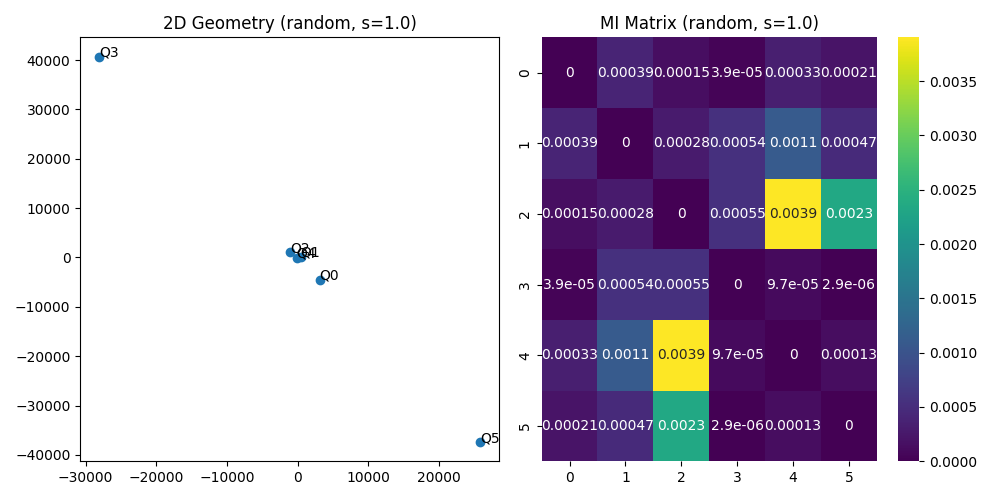 2D Geometry (random, s=1.0)
40000
30000
20000
10000
0
−10000
−20000
−30000
−40000
−30000 −20000 −10000 0 10000 20000
Q3
Q2
Q4
Q1
Q0
Q5
MI Matrix (random, s=1.0)
0 0 0.00039 0.00015 3.9e-05 0.00033 0.00021
1 0.00039 0 0.00028 0.00054 0.0011 0.00047
2 0.00015 0.00028 0 0.00055 0.0039 0.0023
3 3.9e-05 0.00054 0.00055 0 9.7e-05 2.9e-06
4 0.00033 0.0011 0.0039 9.7e-05 0 0.00013
5 0.00021 0.00047 0.0023 2.9e-06 0.00013 0
0 1 2 3 4 5
0.0035
0.0030
0.0025
0.0020
0.0015
0.0010
0.0005
0.0000